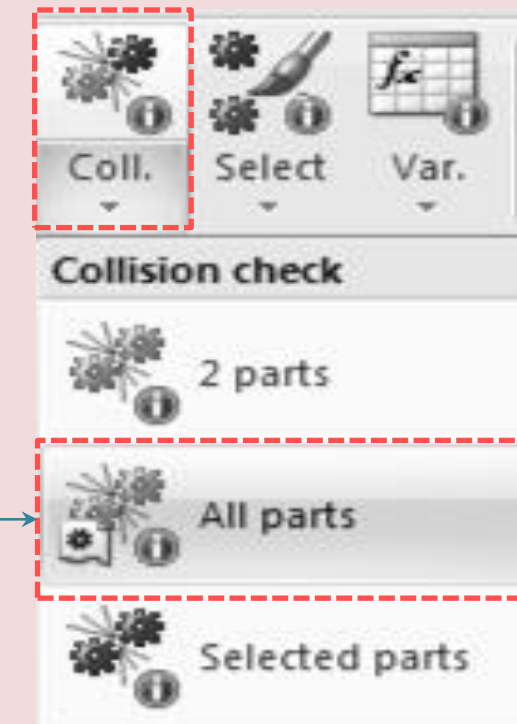 Coll. Select Var.
Collision check
2 parts
All parts
Selected parts